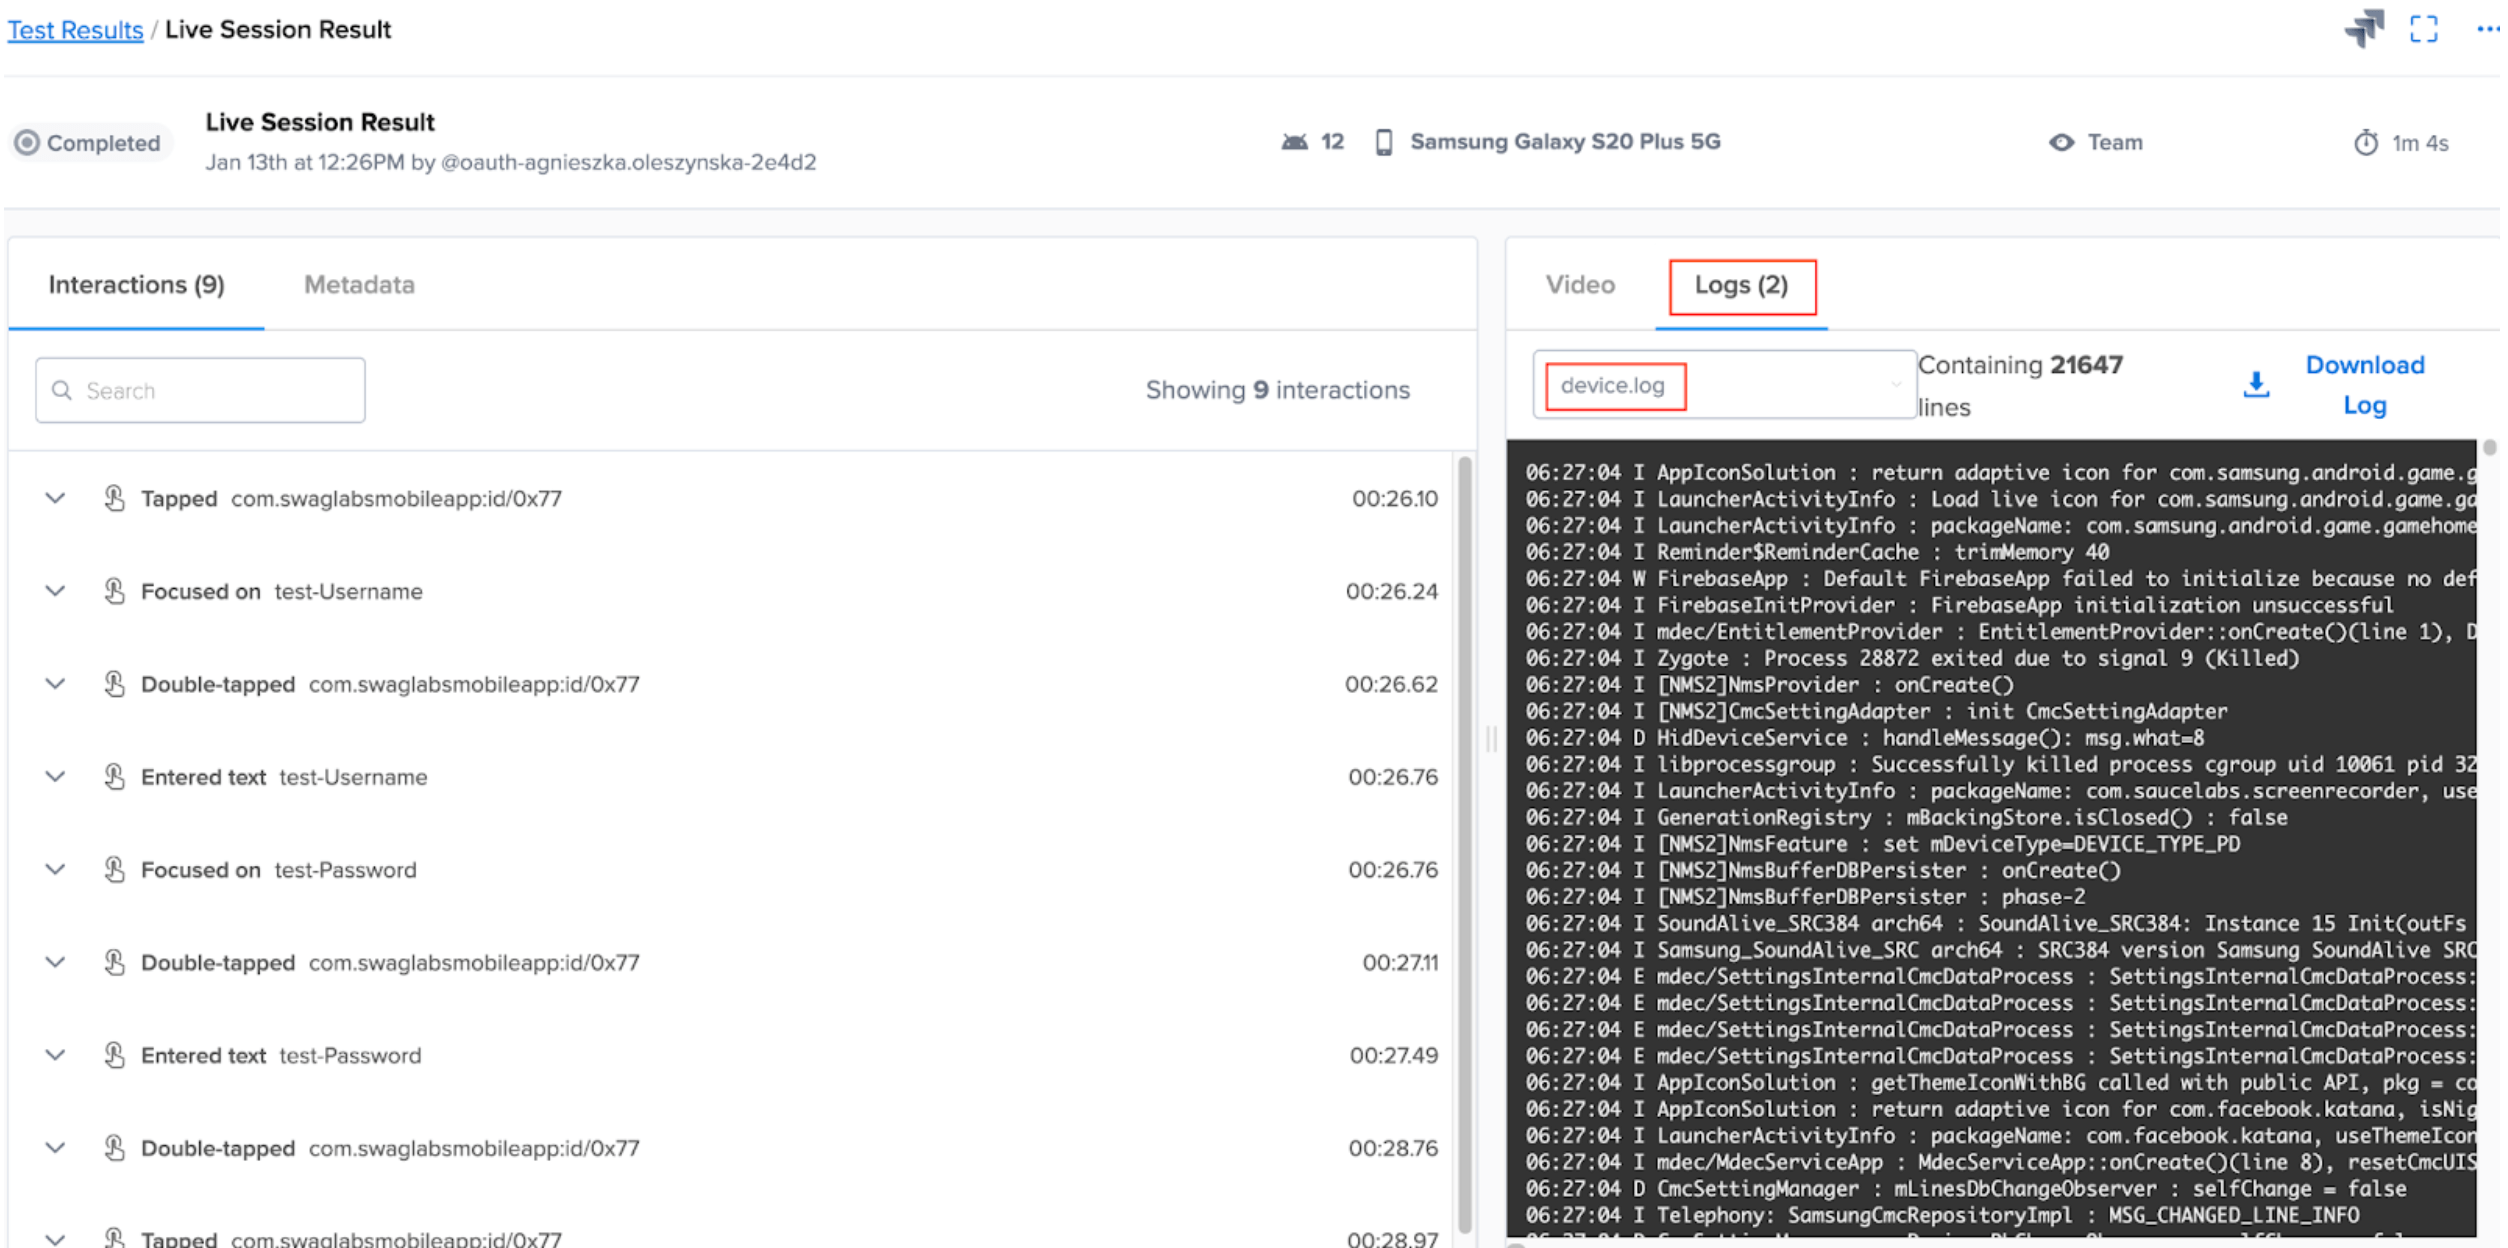 Test Results / Live Session Result
Completed
Live Session Result
Jan 13th at 12:26PM by @oauth-agnieszka.oleszynska-2e4d2
12
Samsung Galaxy S20 Plus 5G
Team
1m 4s
Interactions (9)
Metadata
Search
Showing 9 interactions
Tapped com.swaglabsmobileapp:id/0x77 00:26.10
Focused on test-Username 00:26.24
Double-tapped com.swaglabsmobileapp:id/0x77 00:26.62
Entered text test-Username 00:26.76
Focused on test-Password 00:26.76
Double-tapped com.swaglabsmobileapp:id/0x77 00:27.11
Entered text test-Password 00:27.49
Double-tapped com.swaglabsmobileapp:id/0x77 00:28.76
Tapped com.swaglabsmobileapp:id/0x77 00:28.97
Video
Logs (2)
device.log
Containing 21647
lines
Download
Log
06:27:04 I AppIconSolution : return adaptive icon for com.samsung.android.game.g
06:27:04 I LauncherActivityInfo : Load live icon for com.samsung.android.game.ga
06:27:04 I LauncherActivityInfo : packageName: com.samsung.android.game.gamehome
06:27:04 I Reminder$ReminderCache : trimMemory 40
06:27:04 W FirebaseApp : Default FirebaseApp failed to initialize because no def
06:27:04 I FirebaseInitProvider : FirebaseApp initialization unsuccessful
06:27:04 I mdec/EntitlementProvider : EntitlementProvider::onCreate()(line 1), D
06:27:04 I Zygote : Process 28872 exited due to signal 9 (Killed)
06:27:04 I [NMS2]NmsProvider : onCreate()
06:27:04 I [NMS2]CmcSettingAdapter : init CmcSettingAdapter
06:27:04 D HidDeviceService : handleMessage(): msg.what=8
06:27:04 I libprocessgroup : Successfully killed process cgroup uid 10061 pid 32
06:27:04 I LauncherActivityInfo : packageName: com.saucelabs.screenrecorder, use
06:27:04 I GenerationRegistry : mBackingStore.isClosed() : false
06:27:04 I [NMS2]NmsFeature : set mDeviceType=DEVICE_TYPE_PD
06:27:04 I [NMS2]NmsBufferDBPersister : onCreate()
06:27:04 I [NMS2]NmsBufferDBPersister : phase-2
06:27:04 I SoundAlive_SRC384 arch64 : SoundAlive_SRC384: Instance 15 Init(outFs
06:27:04 I Samsung_SoundAlive_SRC arch64 : SRC384 version Samsung SoundAlive SRC
06:27:04 E mdec/SettingsInternalCmcDataProcess : SettingsInternalCmcDataProcess:
06:27:04 E mdec/SettingsInternalCmcDataProcess : SettingsInternalCmcDataProcess:
06:27:04 E mdec/SettingsInternalCmcDataProcess : SettingsInternalCmcDataProcess:
06:27:04 E mdec/SettingsInternalCmcDataProcess : SettingsInternalCmcDataProcess:
06:27:04 I AppIconSolution : getThemeIconWithBG called with public API, pkg = co
06:27:04 I AppIconSolution : return adaptive icon for com.facebook.katana, isNig
06:27:04 I LauncherActivityInfo : packageName: com.facebook.katana, useThemeIcon
06:27:04 I mdec/MdecServiceApp : MdecServiceApp::onCreate()(line 8), resetCmcUIS
06:27:04 D CmcSettingManager : mLinesDbChangeObserver : selfChange = false
06:27:04 I Telephony: SamsungCmcRepositoryImpl : MSG_CHANGED_LINE_INFO